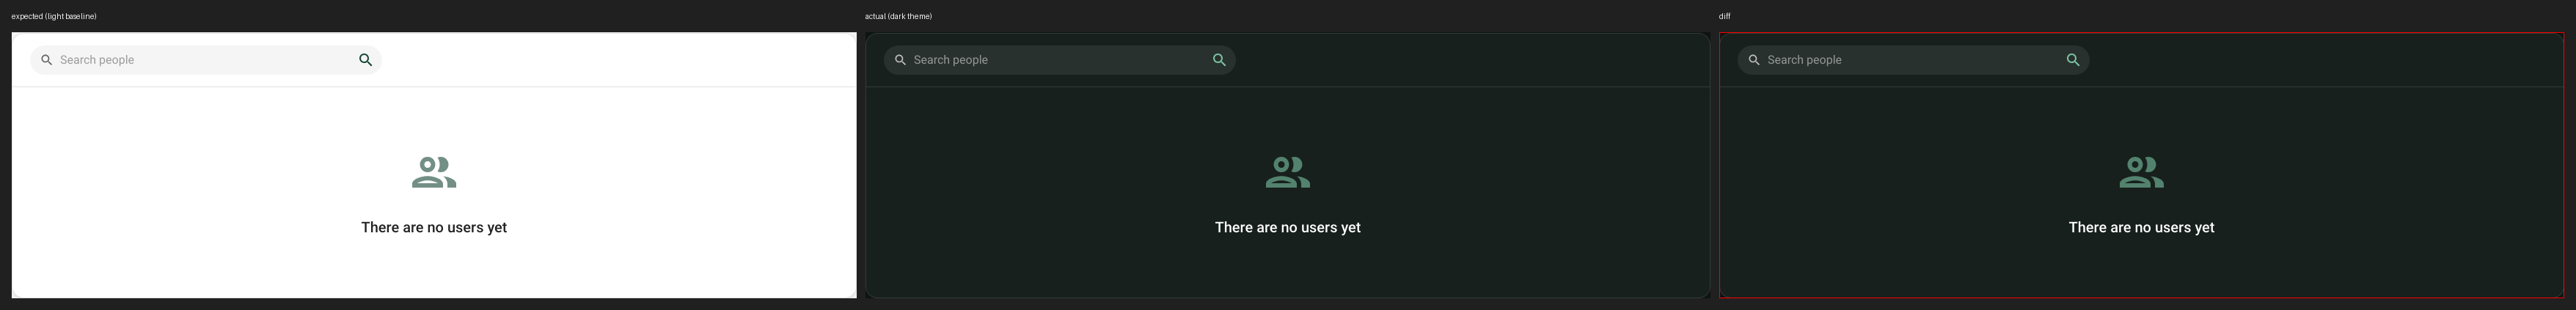 expected (light baseline)
actual (dark theme)
diff
Search people
There are no users yet
Search people
There are no users yet
Search people
There are no users yet